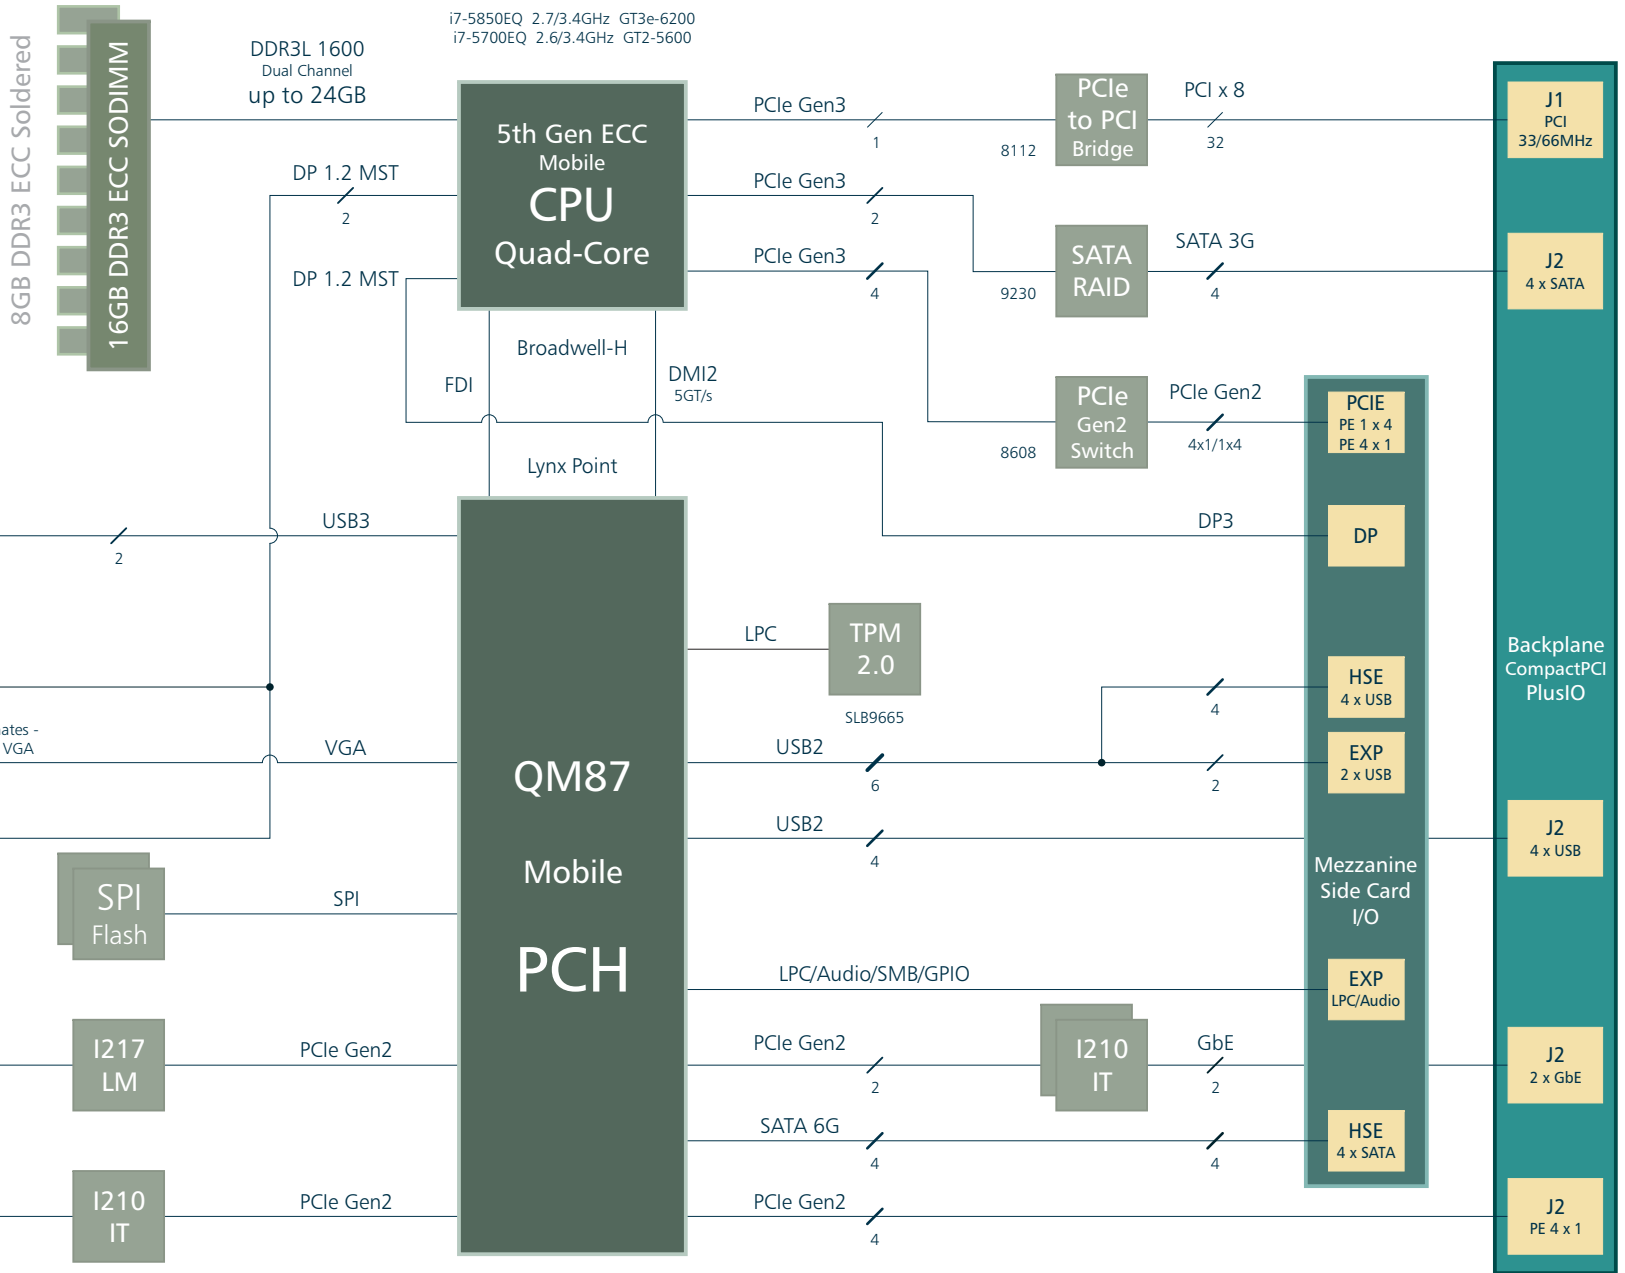 i7-5850EQ 2.7/3.4GHz GT3e-6200
i7-5700EQ 2.6/3.4GHz GT2-5600
8GB DDR3 ECC Soldered
16GB DDR3 ECC SODIMM
DDR3L 1600
Dual Channel
up to 24GB
DP 1.2 MST
2
DP 1.2 MST
5th Gen ECC
Mobile
CPU
Quad-Core
PCIe Gen3
1
8112
PCIe
to PCI
Bridge
PCI x 8
32
J1
PCI
33/66MHz
PCIe Gen3
2
9230
SATA
RAID
SATA 3G
4
J2
4 x SATA
PCIe Gen3
4
8608
PCIe
Gen2
Switch
PCIe Gen2
4x1/1x4
PCIE
PE 1 x 4
PE 4 x 1
Broadwell-H
FDI
DMI2
5GT/s
Lynx Point
USB3
2
DP3
DP
LPC
TPM
2.0
SLB9665
Backplane
CompactPCI
PlusIO
4
HSE
4 x USB
ates -
VGA
VGA
QM87
Mobile
PCH
USB2
6
2
EXP
2 x USB
USB2
4
J2
4 x USB
Mezzanine
Side Card
I/O
SPI
Flash
SPI
LPC/Audio/SMB/GPIO
EXP
LPC/Audio
I217
LM
PCIe Gen2
PCIe Gen2
2
I210
IT
GbE
2
J2
2 x GbE
SATA 6G
4
4
HSE
4 x SATA
I210
IT
PCIe Gen2
PCIe Gen2
4
J2
PE 4 x 1